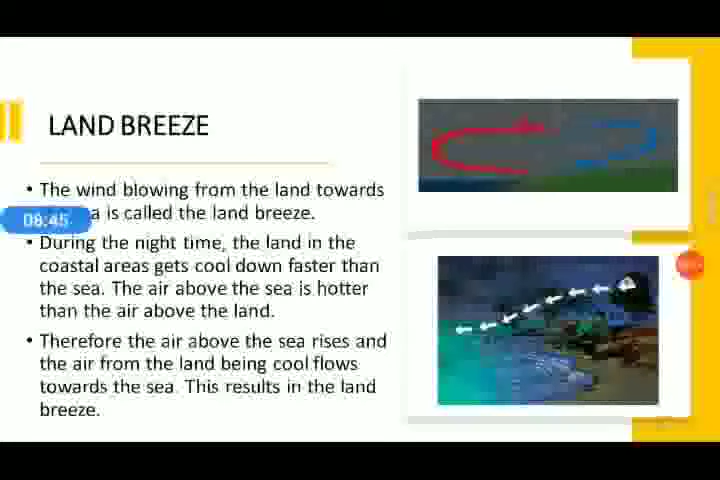 LAND BREEZE
• The wind blowing from the land towards
08:45 a is called the land breeze.
• During the night time, the land in the
coastal areas gets cool down faster than
the sea. The air above the sea is hotter
than the air above the land.
• Therefore the air above the sea rises and
the air from the land being cool flows
towards the sea. This results in the land
breeze.